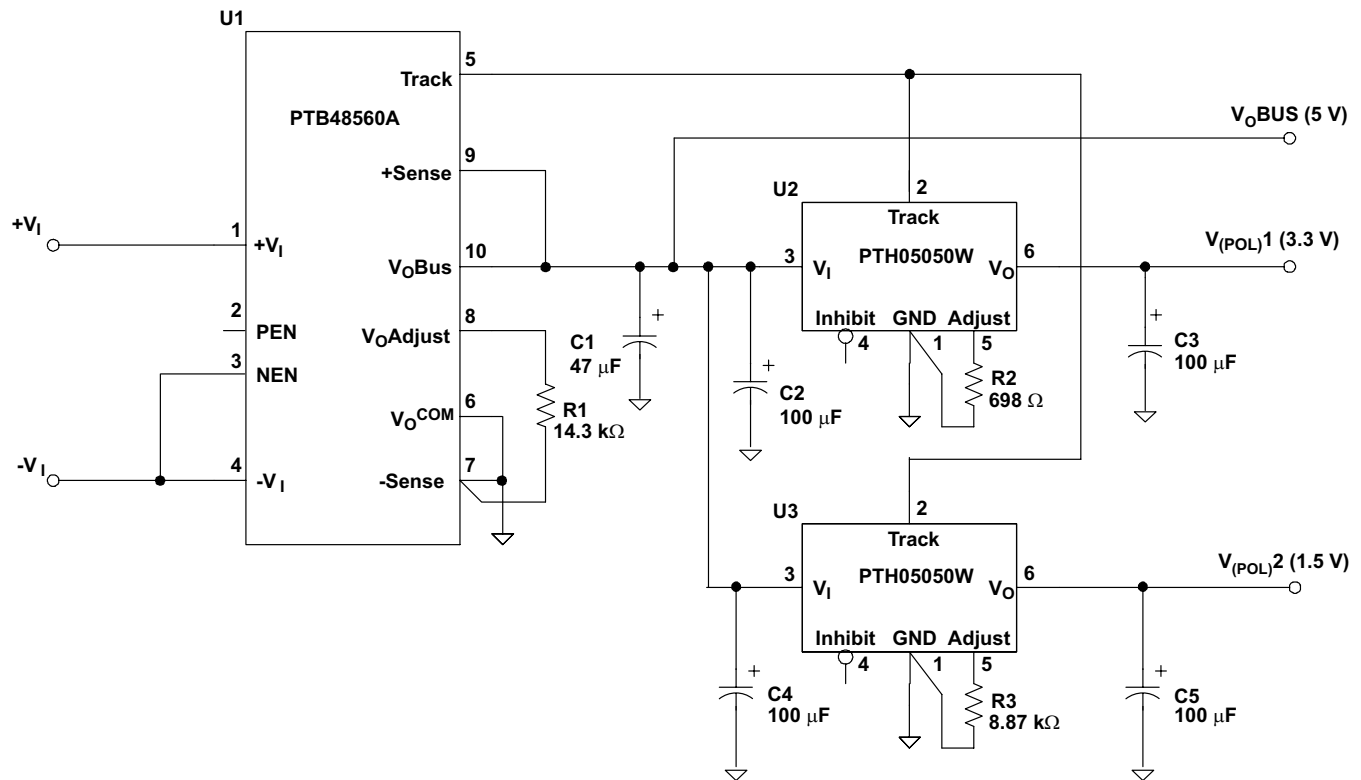 U1
5
Track
PTB48560A
VOBUS (5 V)
9
+Sense
U2
2
Track
+VI
1
+VI
10
VOBus
3
VI
PTH05050W
VO
6
V(POL)1 (3.3 V)
2
PEN
8
VOAdjust
Inhibit
GND
Adjust
4
1
5
+
C1
47 μF
+
C2
100 μF
R2
698 Ω
+
C3
100 μF
3
NEN
R1
14.3 kΩ
6
VOCOM
-VI
4
-VI
7
-Sense
U3
2
Track
3
VI
PTH05050W
VO
6
V(POL)2 (1.5 V)
Inhibit
GND
Adjust
4
1
5
+
C4
100 μF
R3
8.87 kΩ
+
C5
100 μF